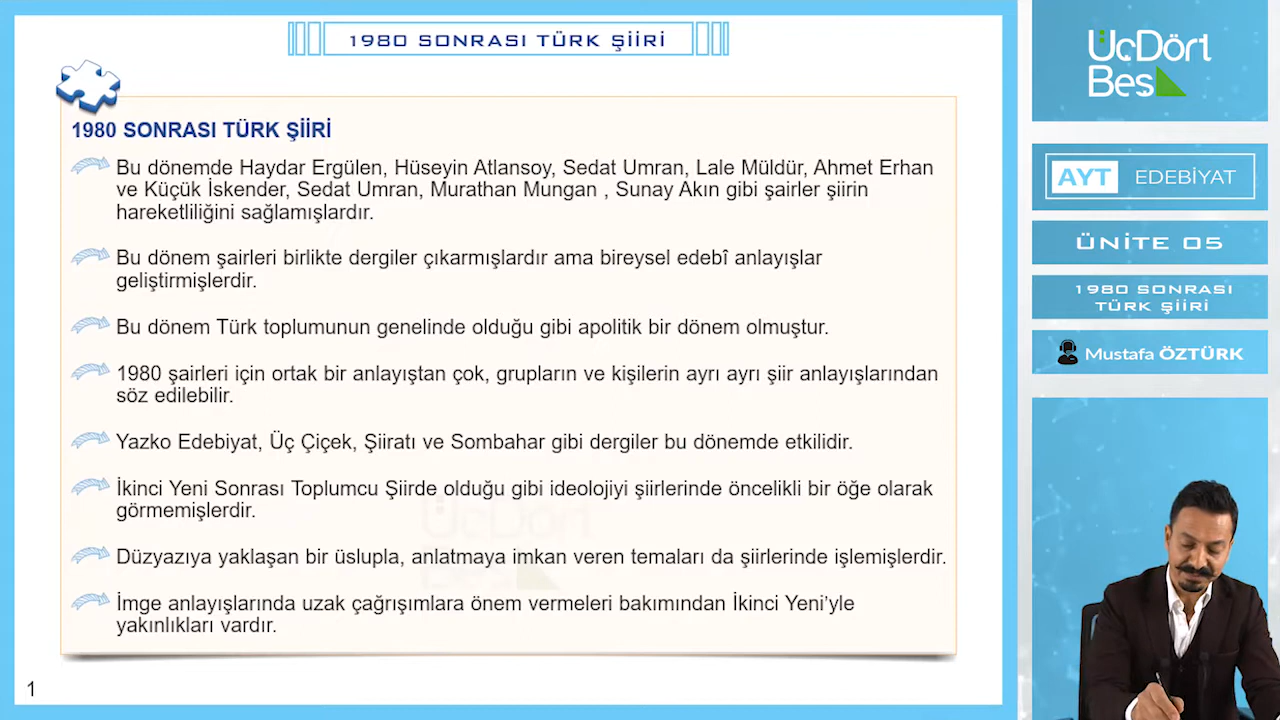 1980 SONRASI TÜRK ŞİİRİ
1980 SONRASI TÜRK ŞİİRİ
Bu dönemde Haydar Ergülen, Hüseyin Atlansoy, Sedat Umran, Lale Müldür, Ahmet Erhan
ve Küçük İskender, Sedat Umran, Murathan Mungan , Sunay Akın gibi şairler şiirin
hareketliliğini sağlamışlardır.
Bu dönem şairleri birlikte dergiler çıkarmışlardır ama bireysel edebî anlayışlar
geliştirmişlerdir.
Bu dönem Türk toplumunun genelinde olduğu gibi apolitik bir dönem olmuştur.
1980 şairleri için ortak bir anlayıştan çok, grupların ve kişilerin ayrı ayrı şiir anlayışlarından
söz edilebilir.
Yazko Edebiyat, Üç Çiçek, Şiiratı ve Sombahar gibi dergiler bu dönemde etkilidir.
İkinci Yeni Sonrası Toplumcu Şiirde olduğu gibi ideolojiyi şiirlerinde öncelikli bir öğe olarak
görmemişlerdir.
Düzyazıya yaklaşan bir üslupla, anlatmaya imkan veren temaları da şiirlerinde işlemişlerdir.
İmge anlayışlarında uzak çağrışımlara önem vermeleri bakımından İkinci Yeni'yle
yakınlıkları vardır.
1
ÜçDört
Beş
AYT EDEBİYAT
ÜNİTE 05
1980 SONRASI
TÜRK ŞİİRİ
Mustafa ÖZTÜRK
ÜçDört
Beş